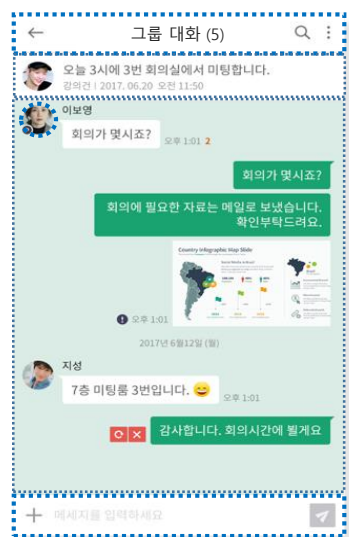 그룹 대화 (5)
오늘 3시에 3번 회의실에서 미팅합니다.
강의건 | 2017. 06.20 오전 11:50
이보영
회의가 몇시죠?
오후 1:01 2
회의가 몇시죠?
회의에 필요한 자료는 메일로 보냈습니다.
확인부탁드려요.
Country Infographic Map Slide
오후 1:01
2017년 6월12일 (월)
지성
7층 미팅룸 3번입니다.
오후 1:01
감사합니다. 회의시간에 뵐게요
메세지를 입력하세요